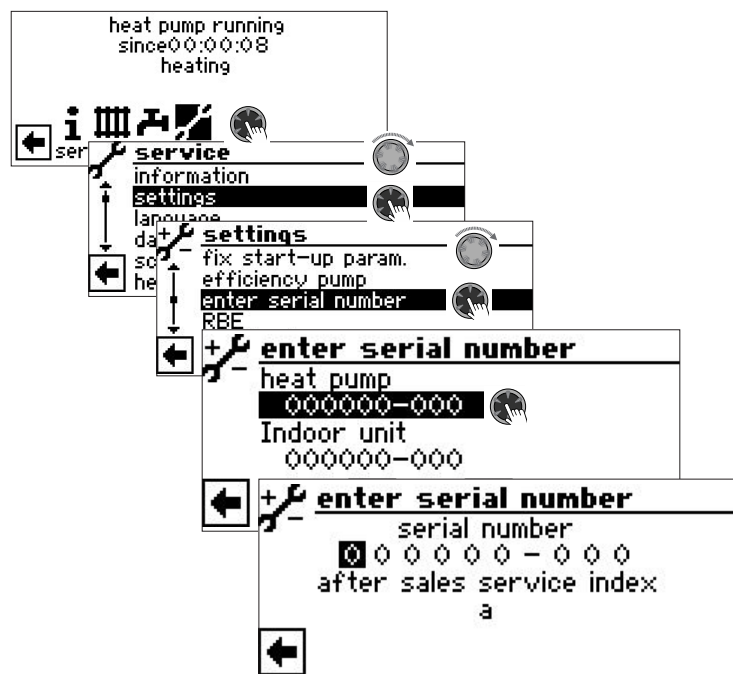 heat pump running
since00:00:08
heating
ser
service
information
settings
language
da
sc
he
settings
fix start-up param.
efficiency pump
enter serial number
RBE
enter serial number
heat pump
000000-000
Indoor unit
000000-000
enter serial number
serial number
0 0 0 0 0 0 - 0 0 0
after sales service index
a